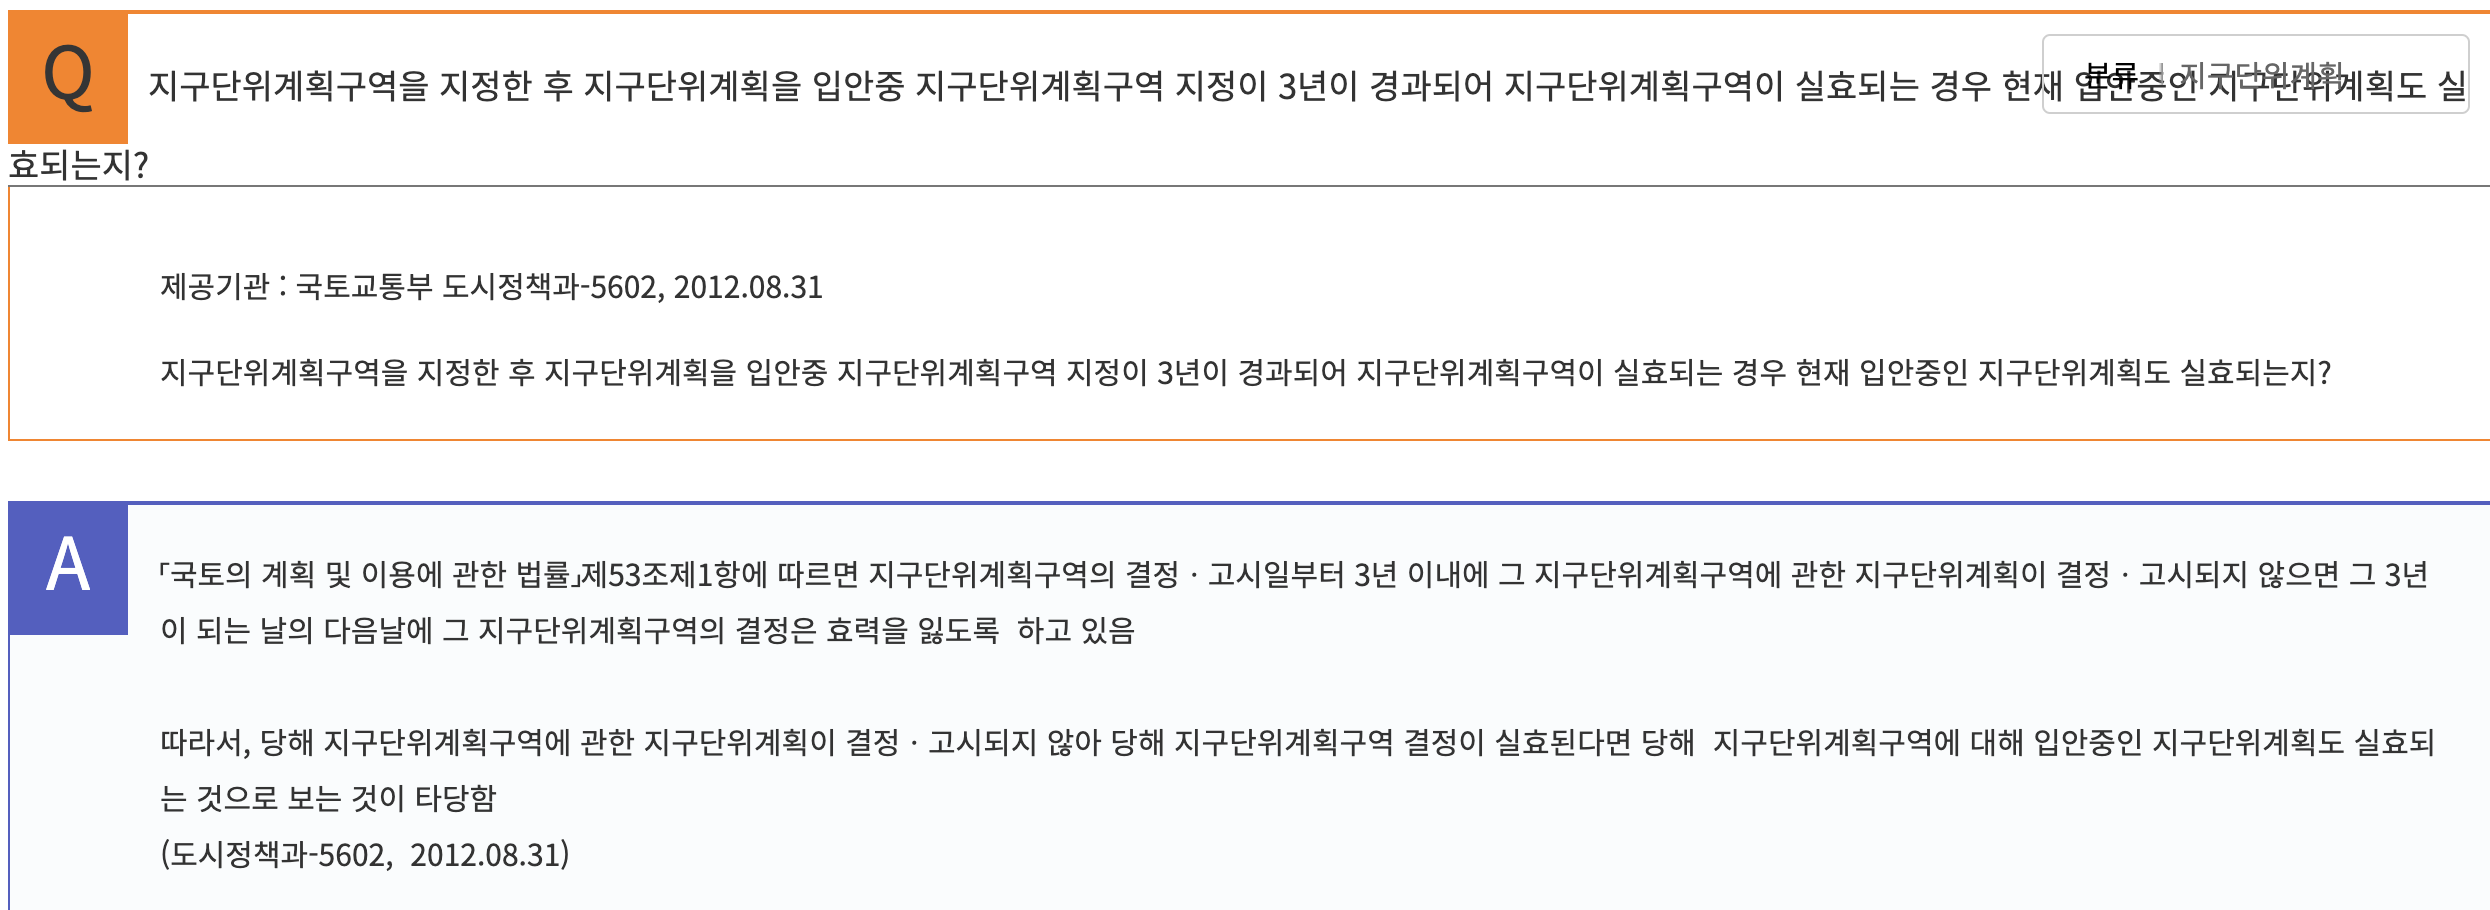 Q
지구단위계획구역을 지정한 후 지구단위계획을 입안중 지구단위계획구역 지정이 3년이 경과되어 지구단위계획구역이 실효되는 경우 현재 입안중인 지구단위계획도 실
분류 | 지구단위계획
효되는지?
제공기관 : 국토교통부 도시정책과-5602, 2012.08.31
지구단위계획구역을 지정한 후 지구단위계획을 입안중 지구단위계획구역 지정이 3년이 경과되어 지구단위계획구역이 실효되는 경우 현재 입안중인 지구단위계획도 실효되는지?
A
｢국토의 계획 및 이용에 관한 법률｣제53조제1항에 따르면 지구단위계획구역의 결정ㆍ고시일부터 3년 이내에 그 지구단위계획구역에 관한 지구단위계획이 결정ㆍ고시되지 않으면 그 3년
이 되는 날의 다음날에 그 지구단위계획구역의 결정은 효력을 잃도록  하고 있음
따라서, 당해 지구단위계획구역에 관한 지구단위계획이 결정ㆍ고시되지 않아 당해 지구단위계획구역 결정이 실효된다면 당해  지구단위계획구역에 대해 입안중인 지구단위계획도 실효되
는 것으로 보는 것이 타당함
(도시정책과-5602,  2012.08.31)